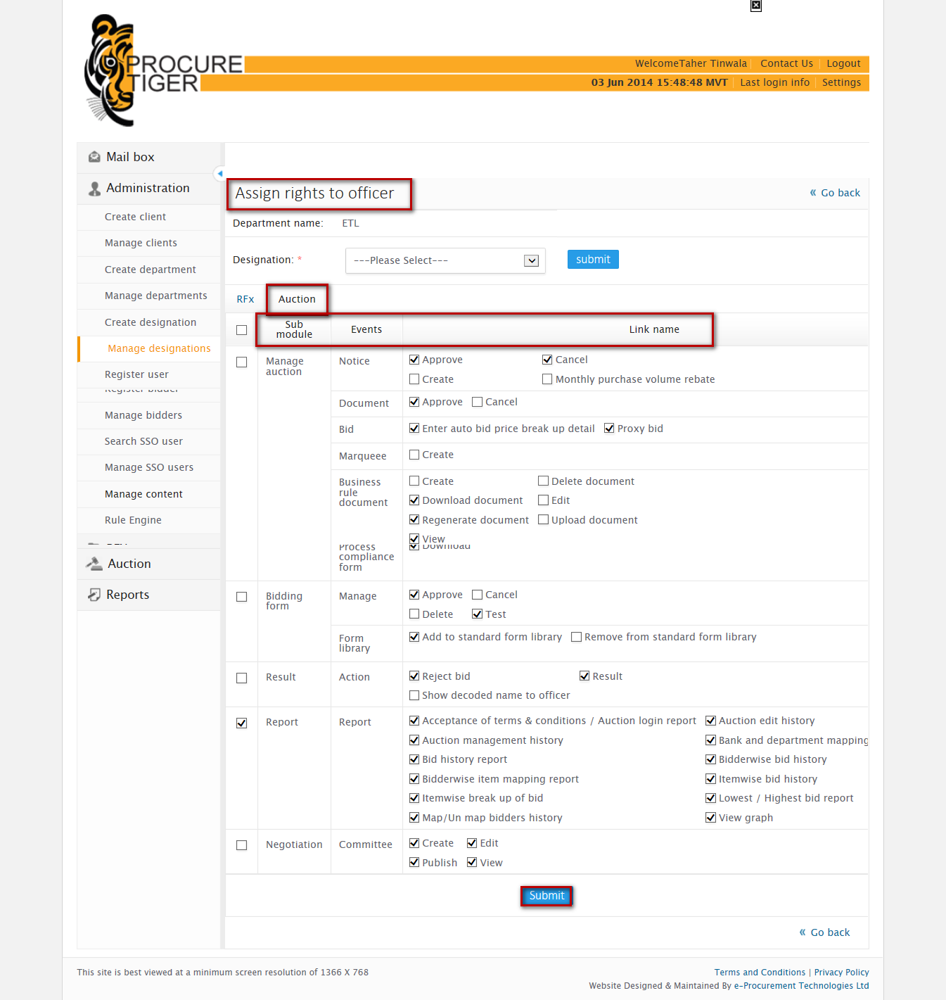 PROCURE
TIGER
WelcomeTaher Tinwala Contact Us Logout
03 Jun 2014 15:48:48 MVT Last login info Settings
Mail box
Administration
Create client
Manage clients
Create department
Manage departments
Create designation
Manage designations
Register user
Register bidder
Manage bidders
Search SSO user
Manage SSO users
Manage content
Rule Engine
Auction
Reports
Assign rights to officer
« Go back
Department name: ETL
Designation: * ---Please Select--- submit
RFx Auction
Sub module Events Link name
Manage auction
Notice
Approve Cancel
Create Monthly purchase volume rebate
Document Approve Cancel
Bid Enter auto bid price break up detail Proxy bid
Marqueee Create
Business rule document
Create Delete document
Download document Edit
Regenerate document Upload document
View
Process compliance form
Download
Bidding form
Manage
Approve Cancel
Delete Test
Form library
Add to standard form library Remove from standard form library
Result Action
Reject bid Result
Show decoded name to officer
Report Report
Acceptance of terms & conditions / Auction login report Auction edit history
Auction management history Bank and department mapping
Bid history report Bidderwise bid history
Bidderwise item mapping report Itemwise bid history
Itemwise break up of bid Lowest / Highest bid report
Map/Un map bidders history View graph
Negotiation Committee
Create Edit
Publish View
Submit
« Go back
This site is best viewed at a minimum screen resolution of 1366 X 768
Terms and Conditions | Privacy Policy
Website Designed & Maintained By e-Procurement Technologies Ltd